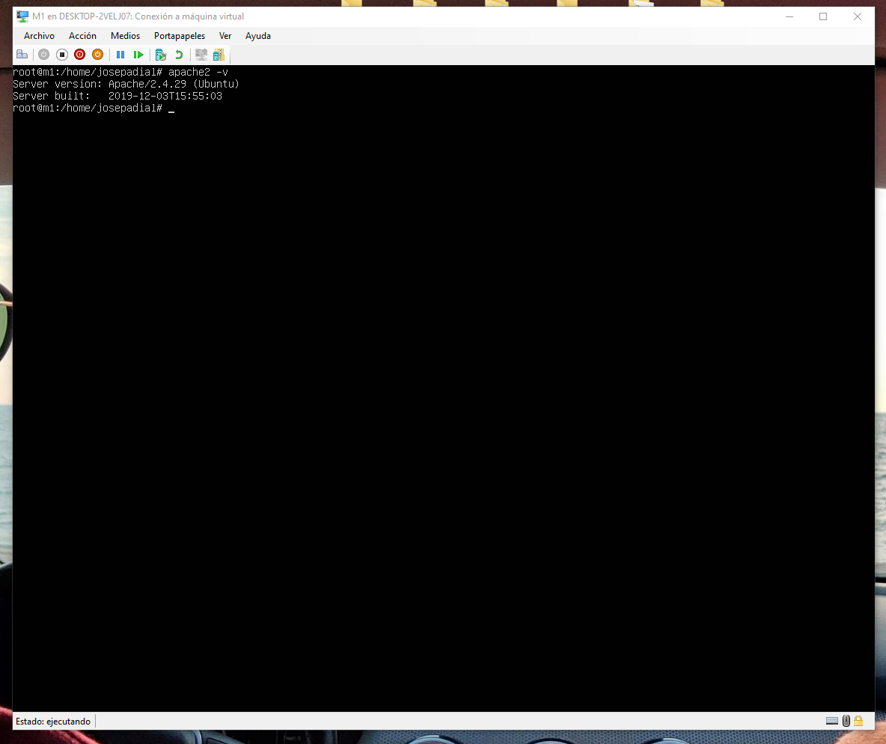 M1 en DESKTOP-2VELJ07: Conexión a máquina virtual
Archivo Acción Medios Portapapeles Ver Ayuda
root@m1:/home/josepadial# apache2 -v
Server version: Apache/2.4.29 (Ubuntu)
Server built:   2019-12-03T15:55:03
root@m1:/home/josepadial# _
Estado: ejecutando